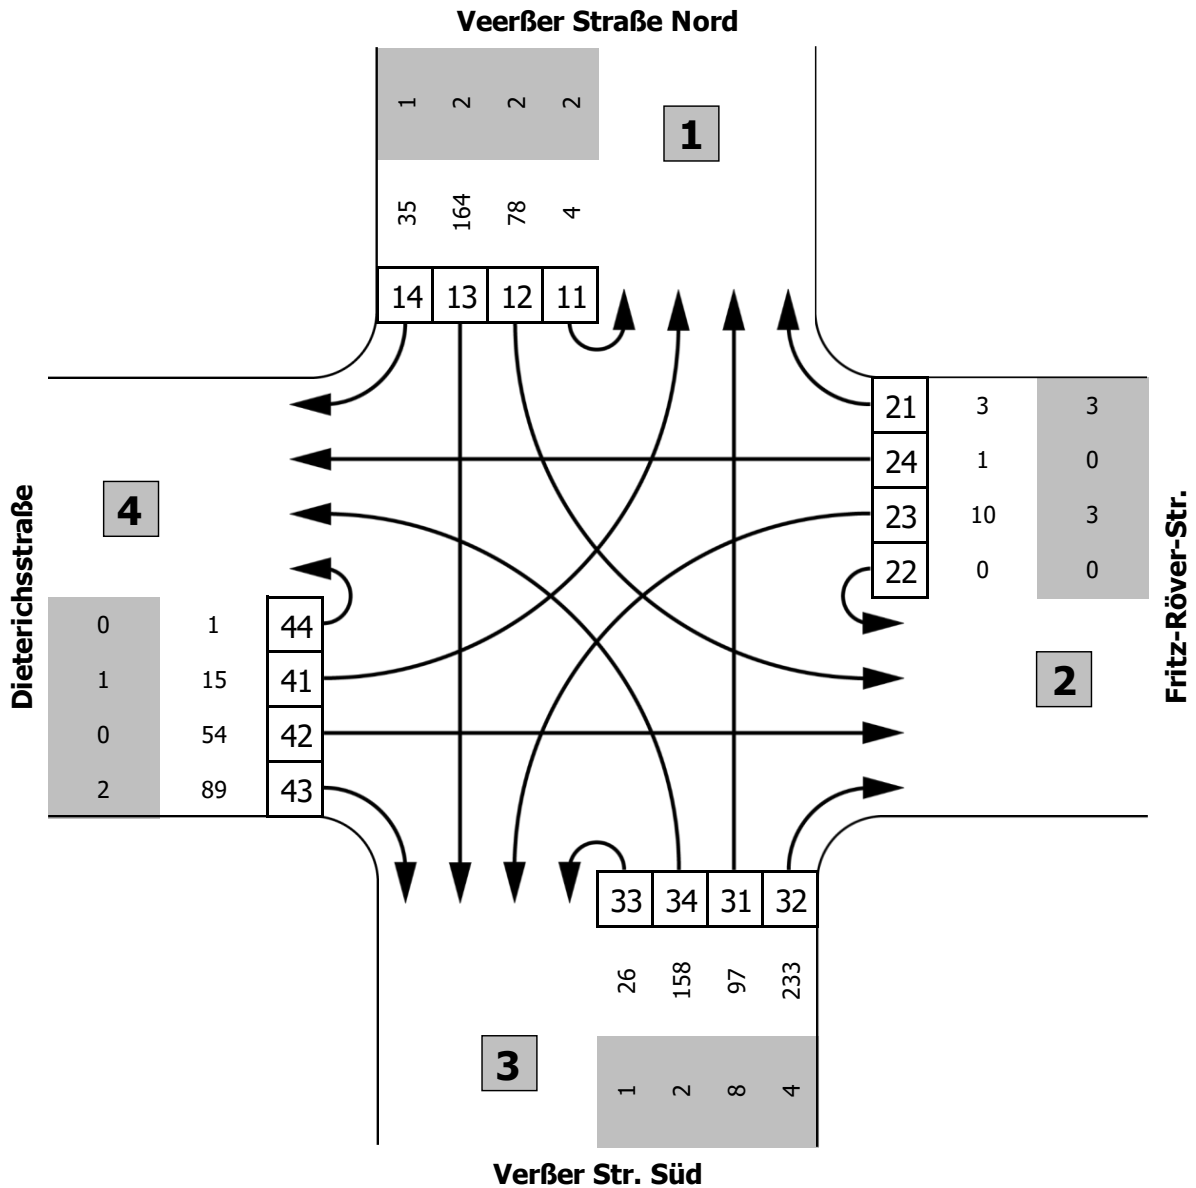 Veerßer Straße Nord
1 2 2 2
1
35 164 78 4
14 13 12 11
21 3 3
24 1 0
23 10 3
22 0 0
4
Dieterichsstraße
Fritz-Röver-Str.
0 1 44
1 15 41
0 54 42
2 89 43
2
33 34 31 32
26 158 97 233
3
1 2 8 4
Verßer Str. Süd